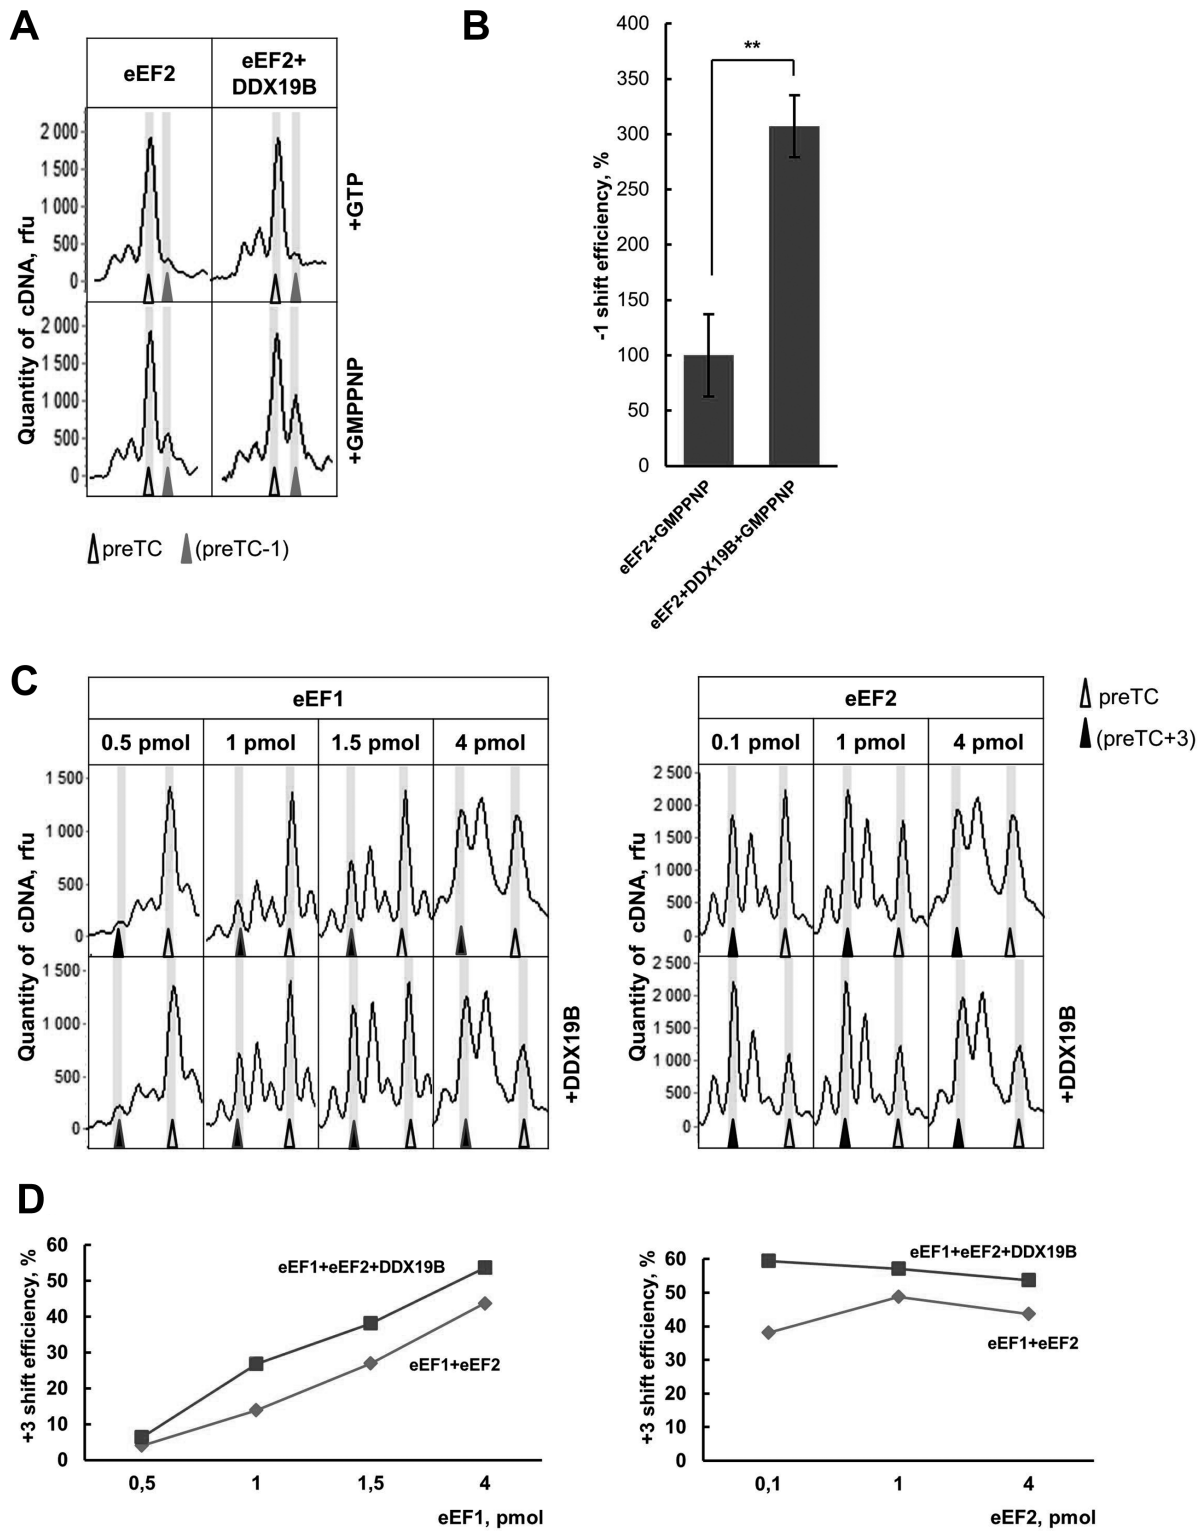 A
eEF2
eEF2+
DDX19B
2 000
1 500
1 000
500
0
+GTP
2 000
1 500
1 000
500
0
+GMPPNP
Quantity of cDNA, rfu
preTC
(preTC-1)
B
400
350
300
250
200
150
100
50
0
-1 shift efficiency, %
**
eEF2+GMPPNP
eEF2+DDX19B+GMPPNP
C
eEF1
0.5 pmol
1 pmol
1.5 pmol
4 pmol
1 500
1 000
500
0
1 500
1 000
500
0
Quantity of cDNA, rfu
+DDX19B
eEF2
0.1 pmol
1 pmol
4 pmol
2 500
2 000
1 500
1 000
500
0
2 500
2 000
1 500
1 000
500
0
Quantity of cDNA, rfu
+DDX19B
preTC
(preTC+3)
D
60
50
40
30
20
10
0
+3 shift efficiency, %
eEF1+eEF2+DDX19B
eEF1+eEF2
0,5
1
1,5
4
eEF1, pmol
60
50
40
30
20
10
0
+3 shift efficiency, %
eEF1+eEF2+DDX19B
eEF1+eEF2
0,1
1
4
eEF2, pmol